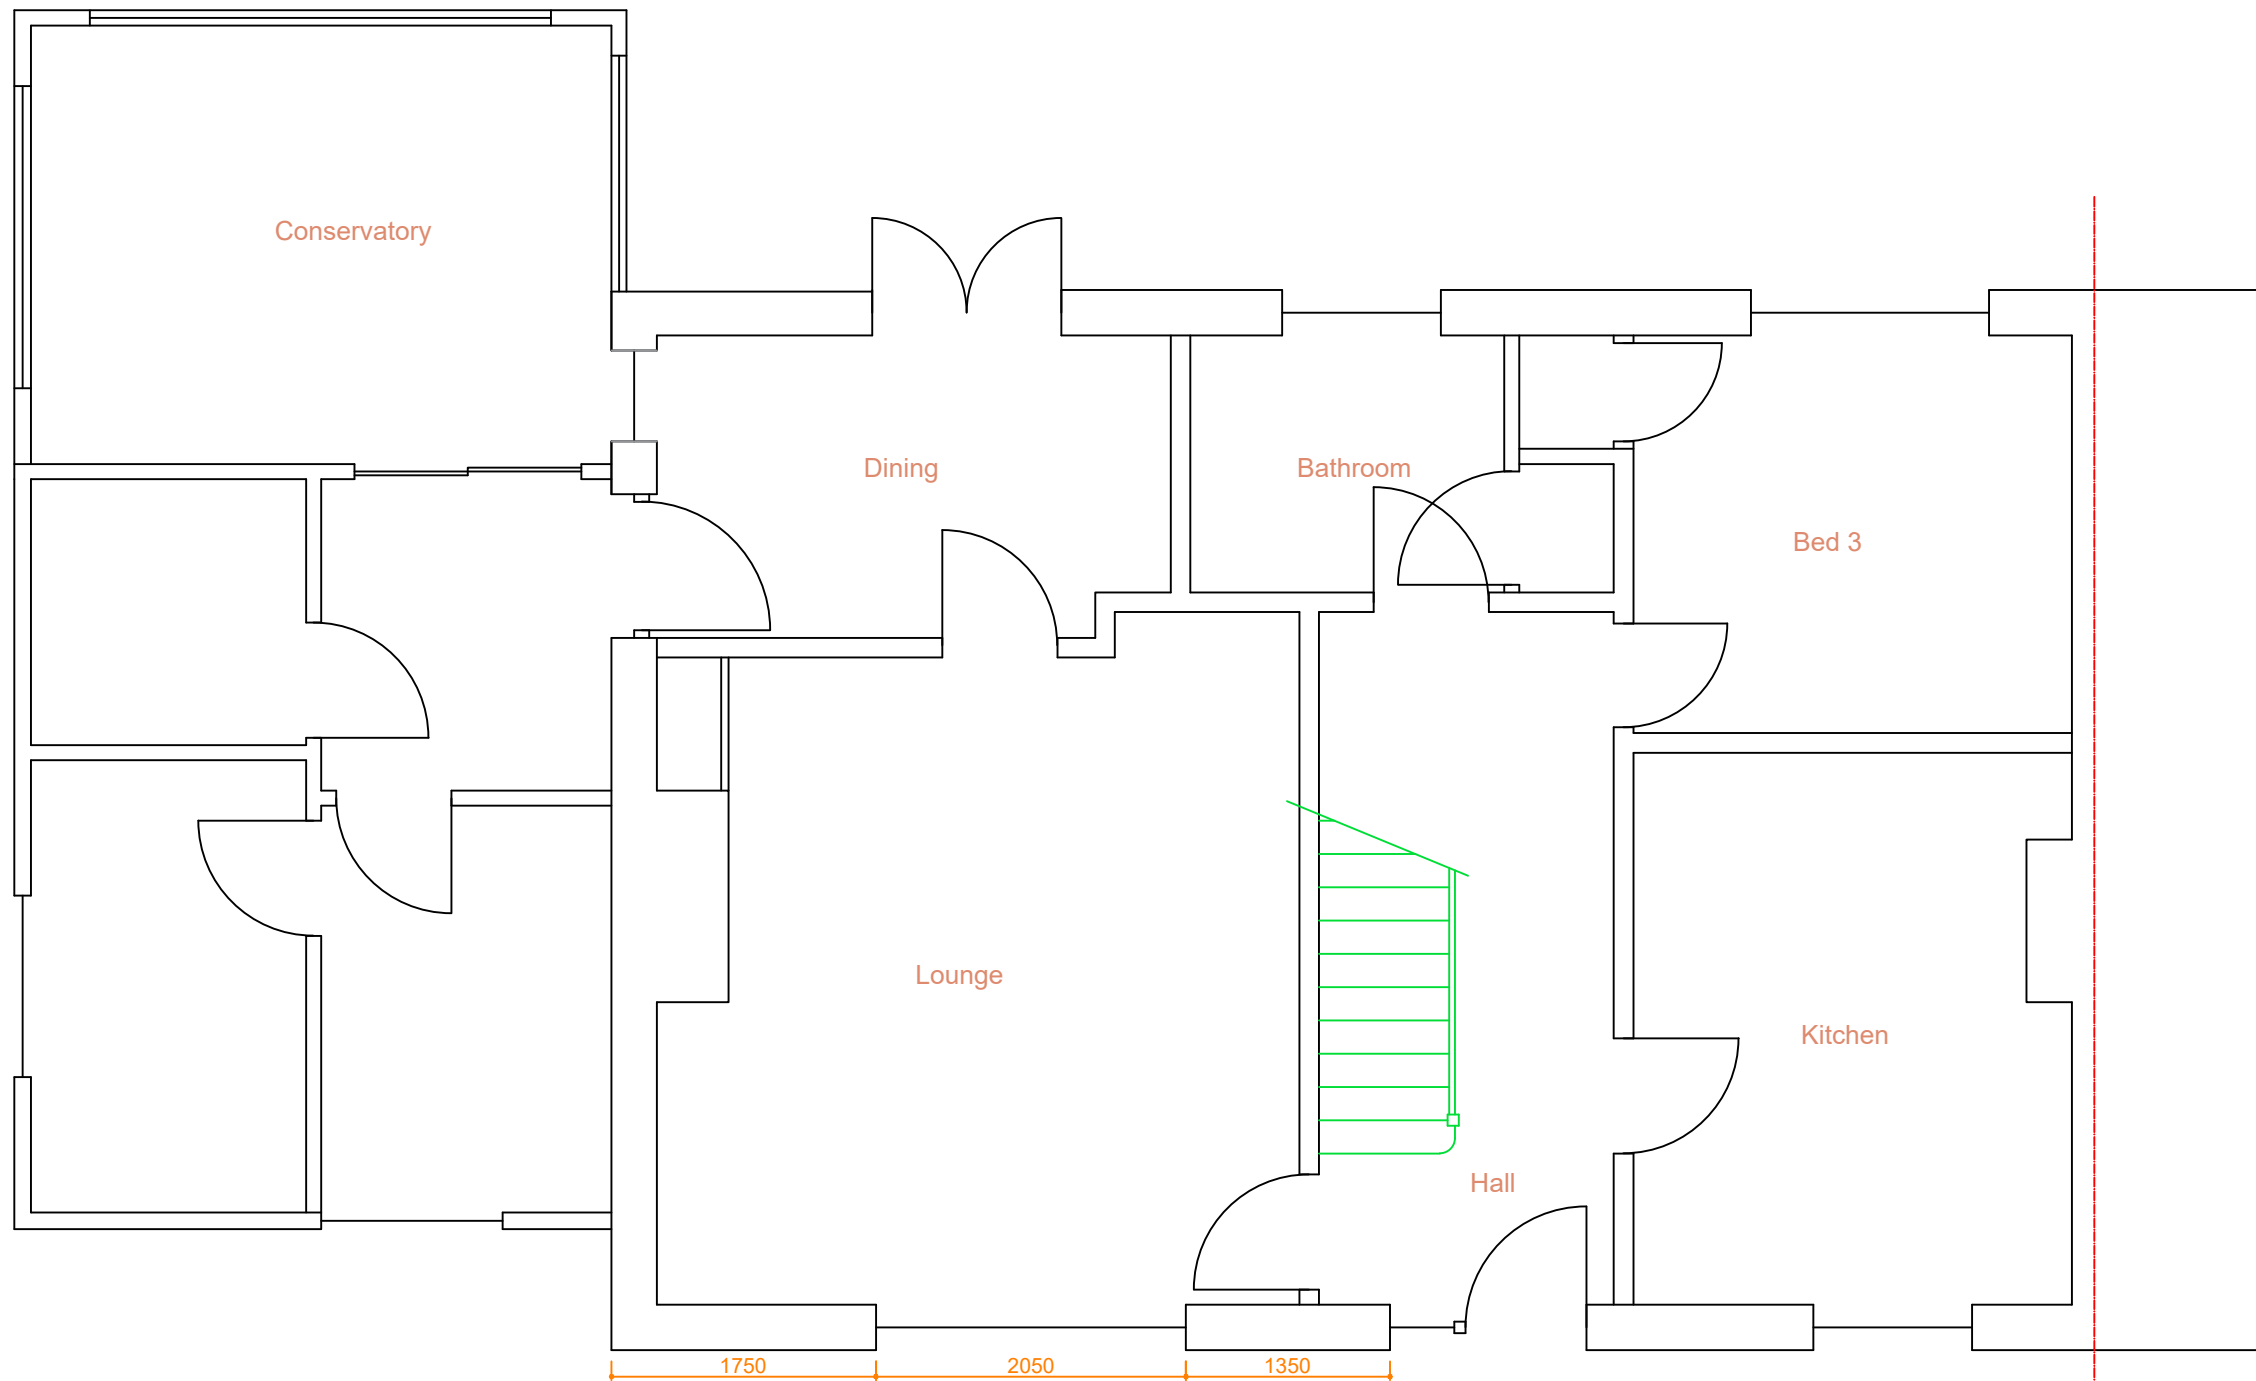 Conservatory
Dining
Bathroom
Bed 3
Lounge
Kitchen
Hall
1750
2050
1350